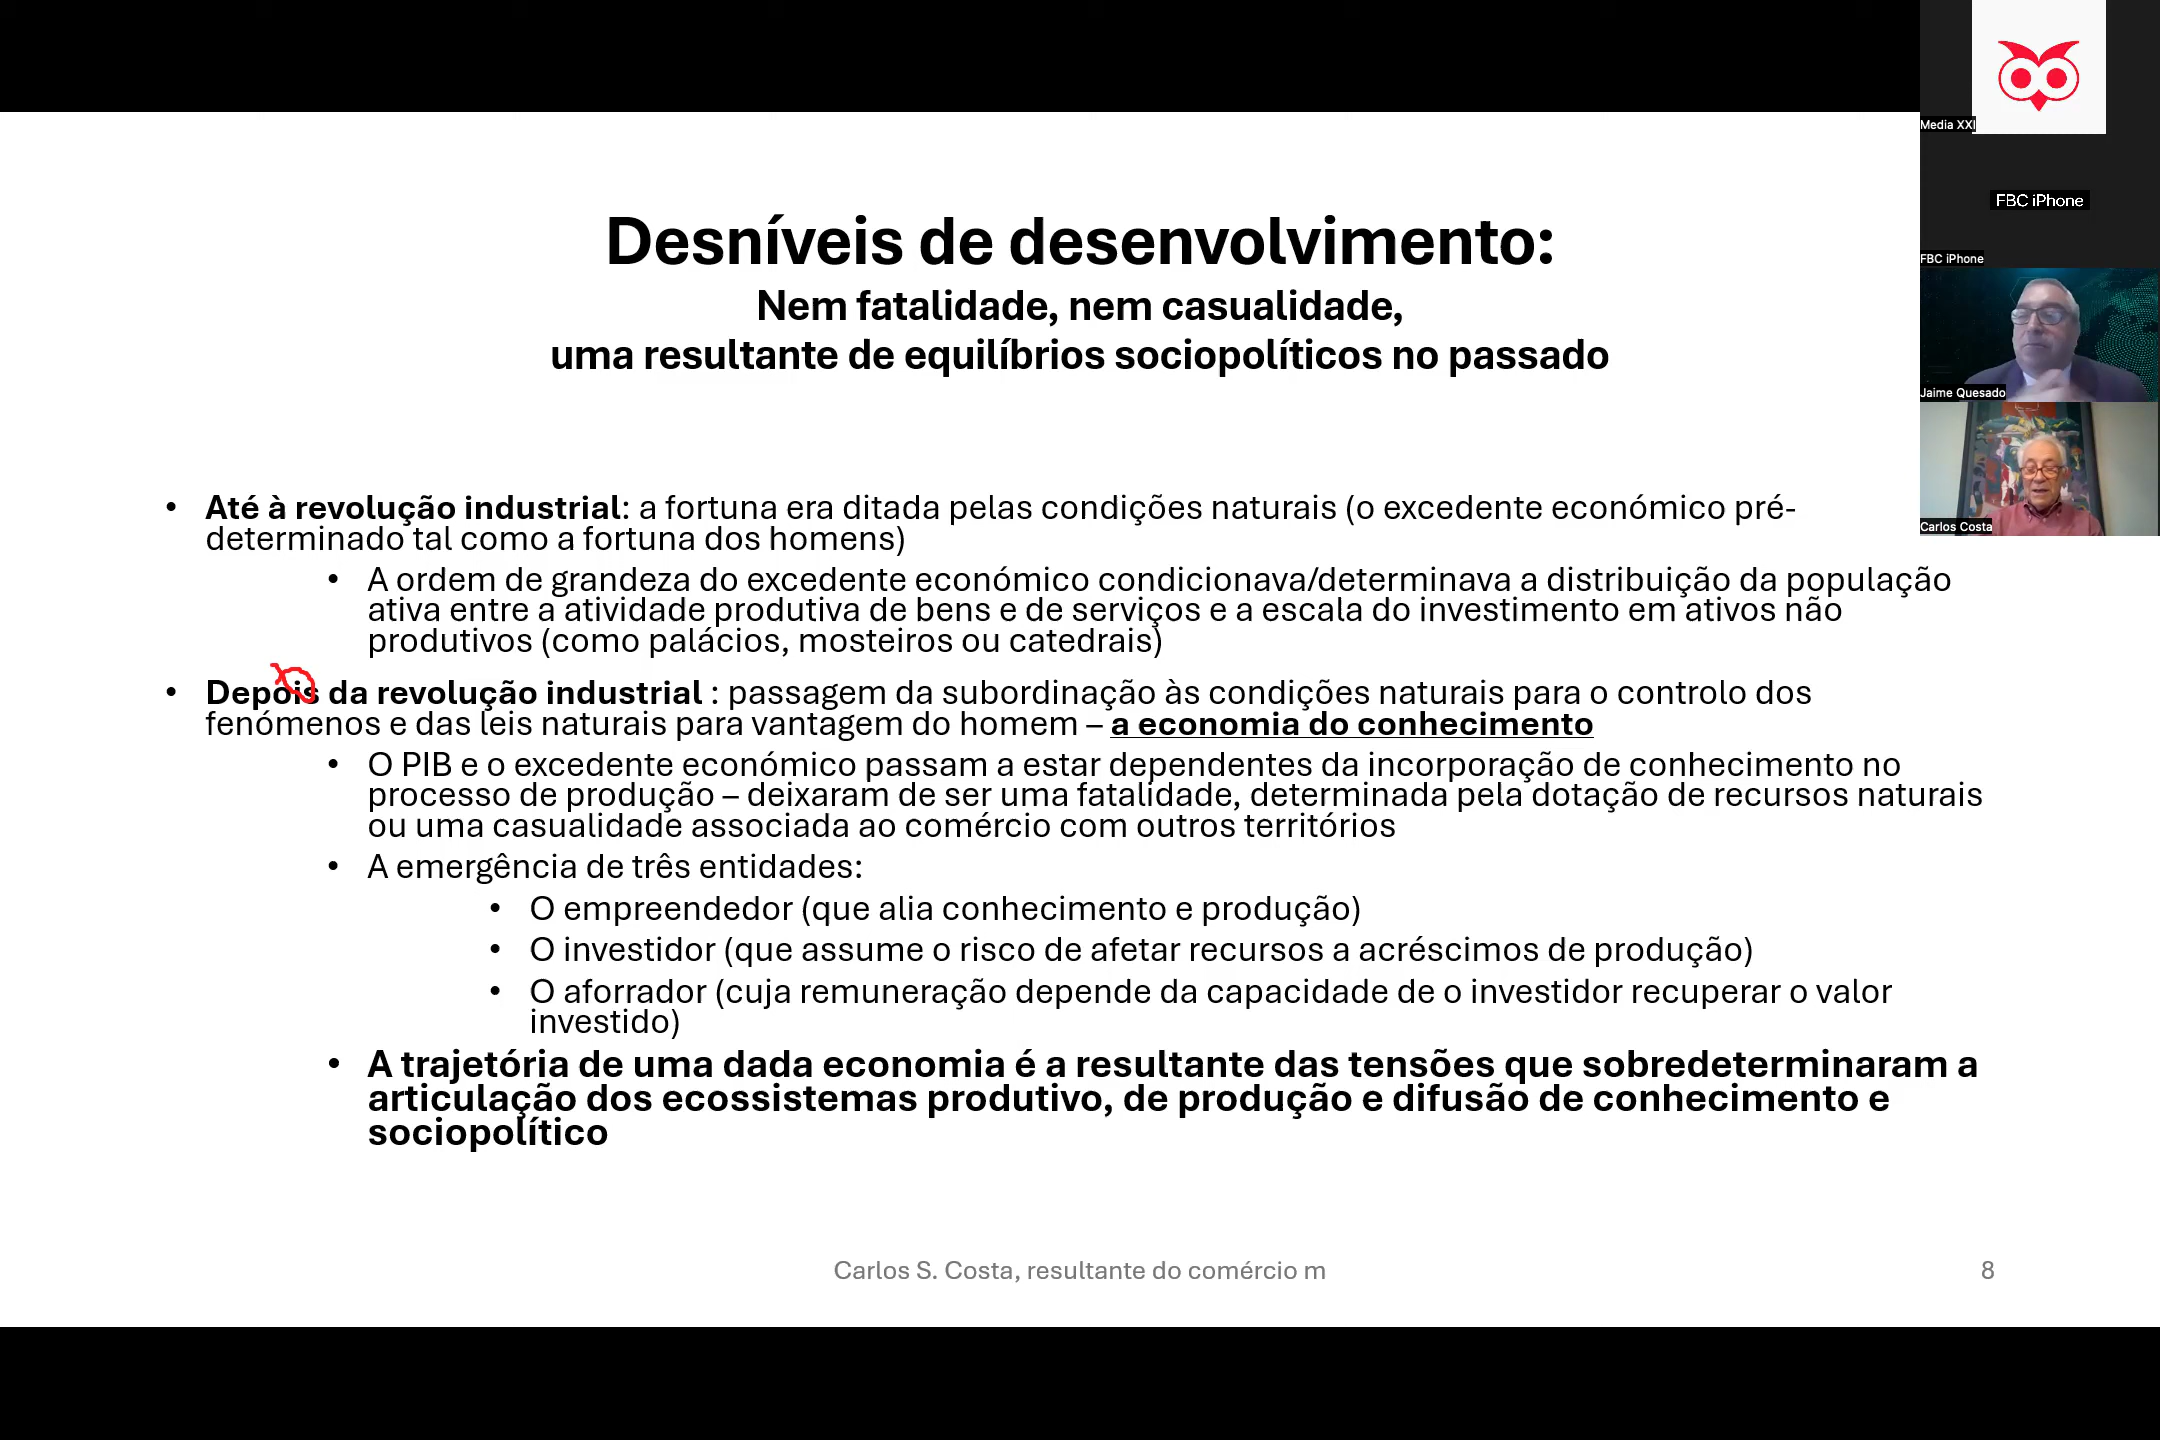 Desníveis de desenvolvimento:
Nem fatalidade, nem casualidade,
uma resultante de equilíbrios sociopolíticos no passado
• Até à revolução industrial: a fortuna era ditada pelas condições naturais (o excedente económico pré-
determinado tal como a fortuna dos homens)
• A ordem de grandeza do excedente económico condicionava/determinava a distribuição da população
ativa entre a atividade produtiva de bens e de serviços e a escala do investimento em ativos não
produtivos (como palácios, mosteiros ou catedrais)
• Depois da revolução industrial : passagem da subordinação às condições naturais para o controlo dos
fenómenos e das leis naturais para vantagem do homem – a economia do conhecimento
• O PIB e o excedente económico passam a estar dependentes da incorporação de conhecimento no
processo de produção – deixaram de ser uma fatalidade, determinada pela dotação de recursos naturais
ou uma casualidade associada ao comércio com outros territórios
• A emergência de três entidades:
• O empreendedor (que alia conhecimento e produção)
• O investidor (que assume o risco de afetar recursos a acréscimos de produção)
• O aforrador (cuja remuneração depende da capacidade de o investidor recuperar o valor
investido)
• A trajetória de uma dada economia é a resultante das tensões que sobredeterminaram a
articulação dos ecossistemas produtivo, de produção e difusão de conhecimento e
sociopolítico
Carlos S. Costa, resultante do comércio m
8
Media XXI
FBC iPhone
FBC iPhone
Jaime Quesado
Carlos Costa